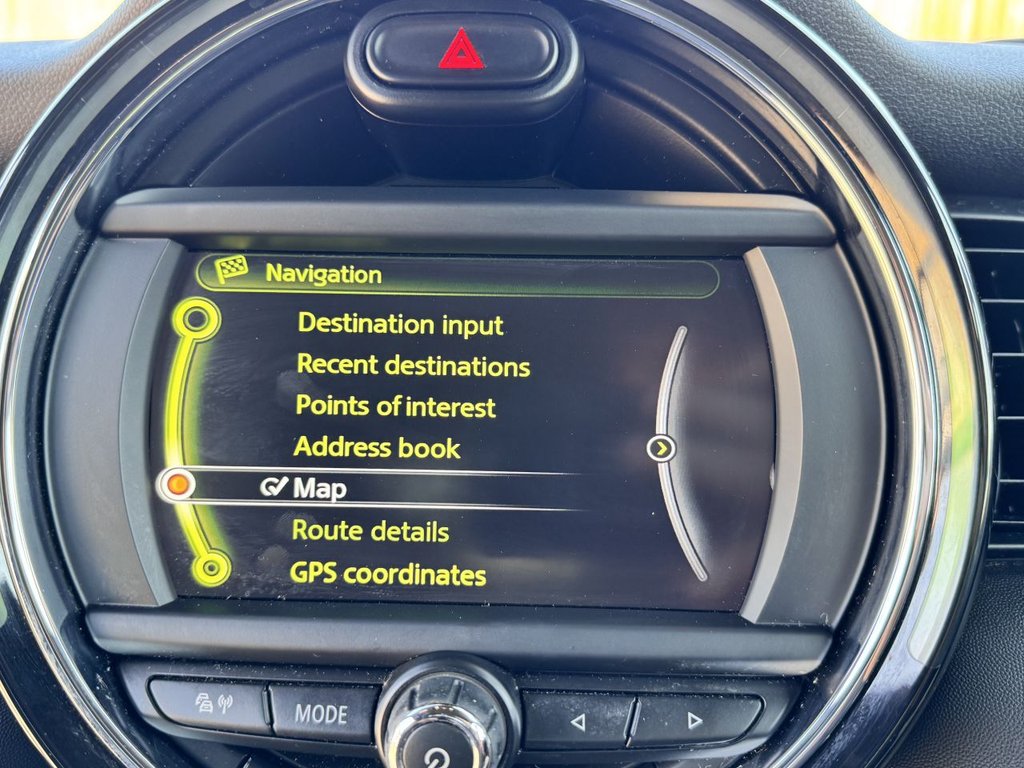 Navigation
Destination input
Recent destinations
Points of interest
Address book
Map
Route details
GPS coordinates
MODE